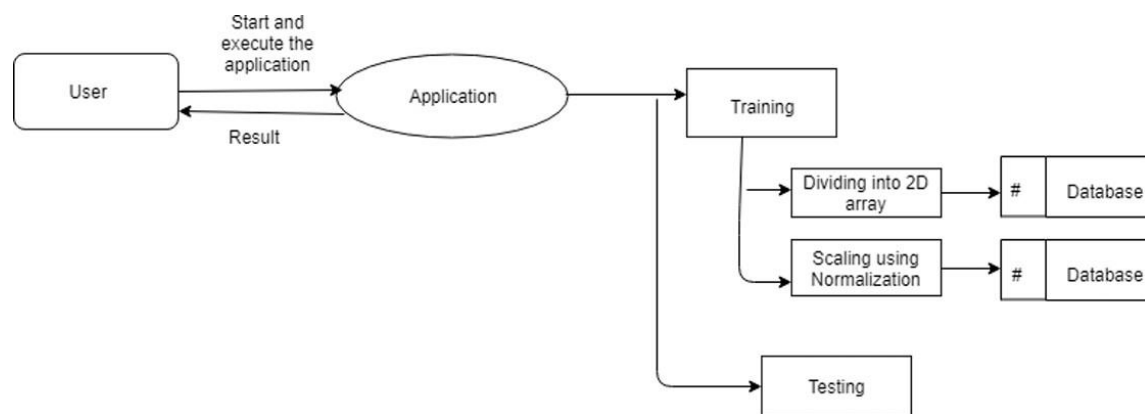 Start and
execute the
application
User
Application
Result
Training
Dividing into 2D
array
#
Database
Scaling using
Normalization
#
Database
Testing